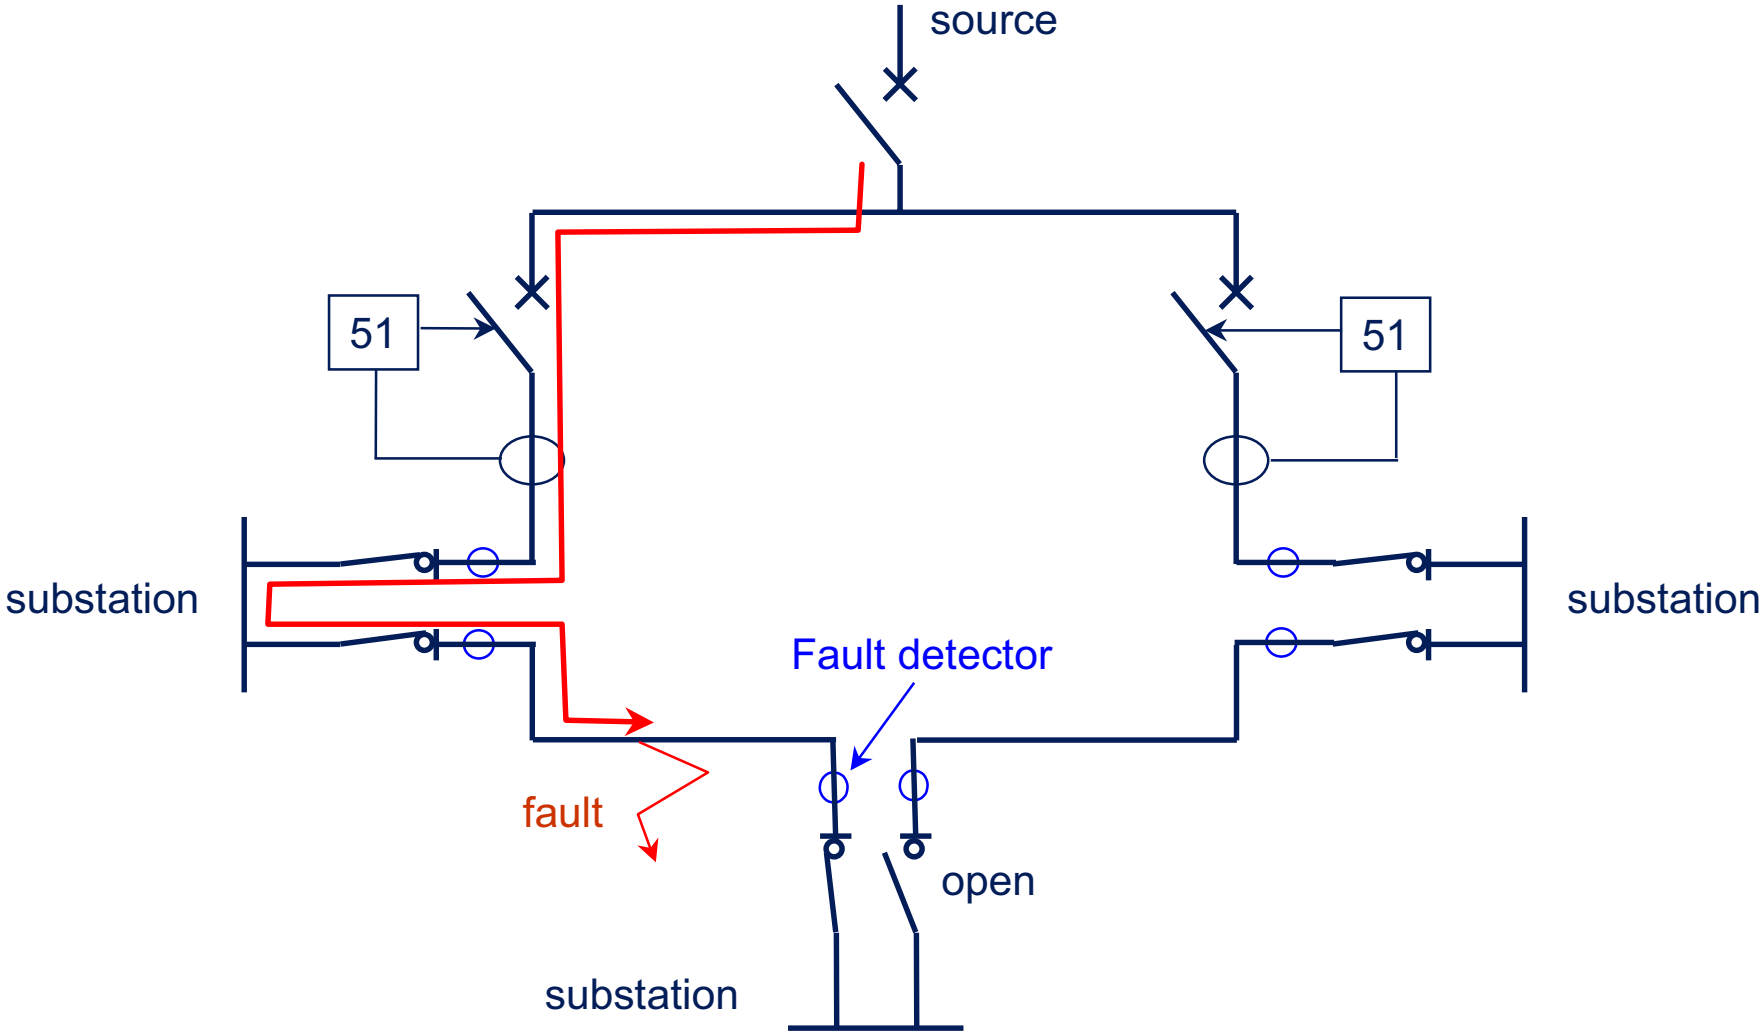 source
51
51
substation
substation
Fault detector
fault
open
substation